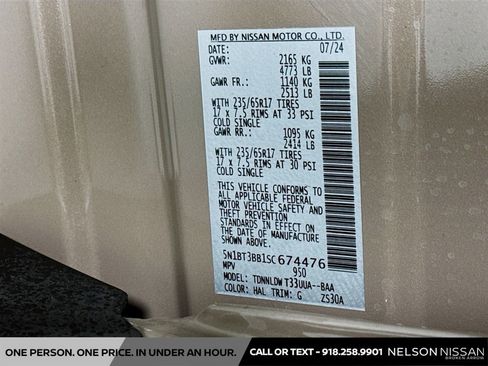 MFD BY NISSAN MOTOR CO., LTD.
DATE: 07/24
GVWR: 2165 KG
4773 LB
GAWR FR.: 1140 KG
2513 LB
WITH 235/65R17 TIRES
17 x 7.5 RIMS AT 33 PSI
COLD SINGLE
GAWR RR.: 1095 KG
2414 LB
WITH 235/65R17 TIRES
17 x 7.5 RIMS AT 30 PSI
COLD SINGLE
THIS VEHICLE CONFORMS TO
ALL APPLICABLE FEDERAL
MOTOR VEHICLE SAFETY AND
THEFT PREVENTION
STANDARDS IN EFFECT ON
THE DATE OF MANUFACTURE
SHOWN ABOVE.
5N1BT3BB1SC674476
MPV 950
MODEL: TDNNLDW T33UUA--BAA
COLOR: HAL TRIM: G ZS30A
ONE PERSON. ONE PRICE. IN UNDER AN HOUR.
CALL OR TEXT - 918.258.9901
NELSON NISSAN
BROKEN ARROW